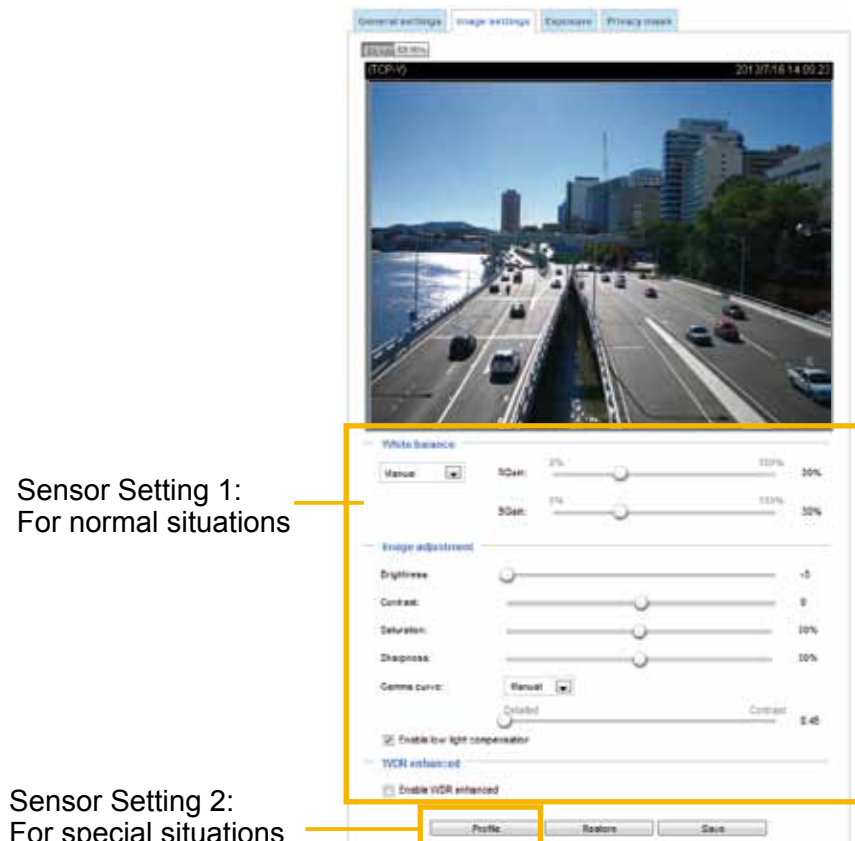 General settings Image settings Exposure Privacy mask
(TCP-V) 2013/7/16 14:09:23
White balance
Manual RGain: 0% 100% 30%
BGain: 0% 100% 30%
Sensor Setting 1:
For normal situations
Image adjustment
Brightness: -5
Contrast: 0
Saturation:
Sharpness:
Gamma curve: Manual
Detailed Contrast 0.45
Enable low light compensation
WDR enhanced
Enable WDR enhanced
Sensor Setting 2:
For special situations
Profile Restore Save